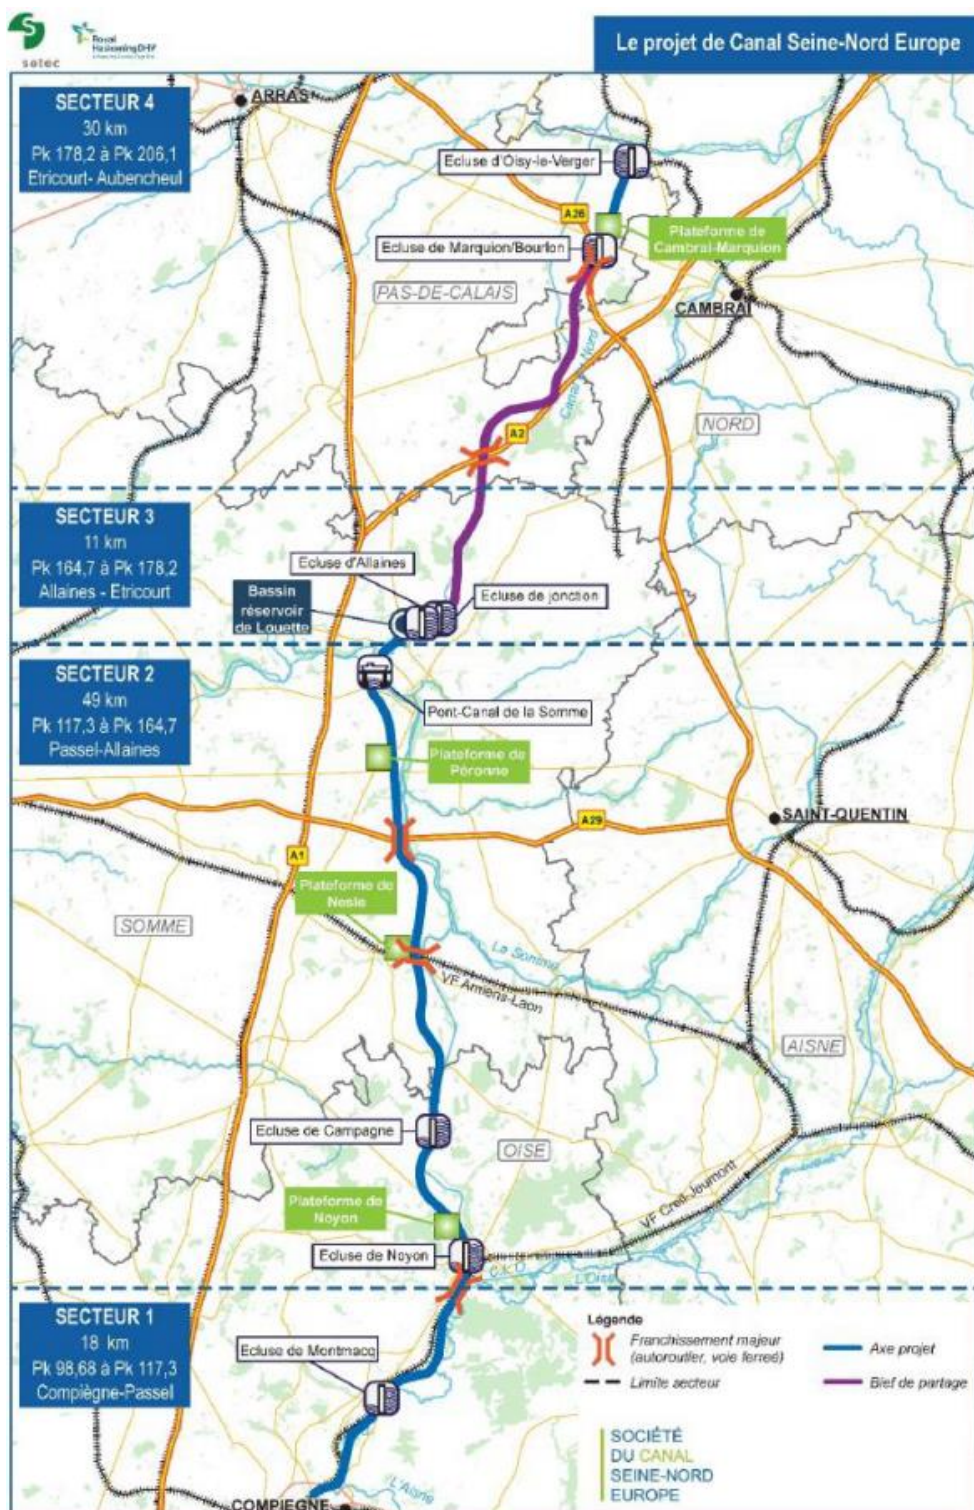 setec
Royal
HaskoningDHV
Le projet de Canal Seine-Nord Europe
SECTEUR 4
30 km
Pk 178,2 à Pk 206,1
Etricourt- Aubencheul
ARRAS
Ecluse d'Oisy-le-Verger
A26
Plateforme de
Cambrai-Marquion
Ecluse de Marquion/Bourlon
PAS-DE-CALAIS
CAMBRAI
Canal du Nord
NORD
A2
SECTEUR 3
11 km
Pk 164,7 à Pk 178,2
Allaines - Etricourt
Ecluse d'Allaines
Bassin
réservoir
de Louette
Ecluse de jonction
SECTEUR 2
49 km
Pk 117,3 à Pk 164,7
Passel-Allaines
Pont-Canal de la Somme
Plateforme de
Péronne
SAINT-QUENTIN
A29
A1
Plateforme de
Nesle
SOMME
La Somme
VF Amiens-Laon
AISNE
Ecluse de Campagne
OISE
VF Creil-Jeumont
Plateforme de
Noyon
Ecluse de Noyon
L'Oise
SECTEUR 1
18 km
Pk 98,68 à Pk 117,3
Compiègne-Passel
Ecluse de Montmacq
Légende
Franchissement majeur
(autoroutier, voie ferreé)
Axe projet
Limite secteur
Bief de partage
SOCIÉTÉ
DU CANAL
SEINE-NORD
EUROPE
L'Aisne
COMPIEGNE